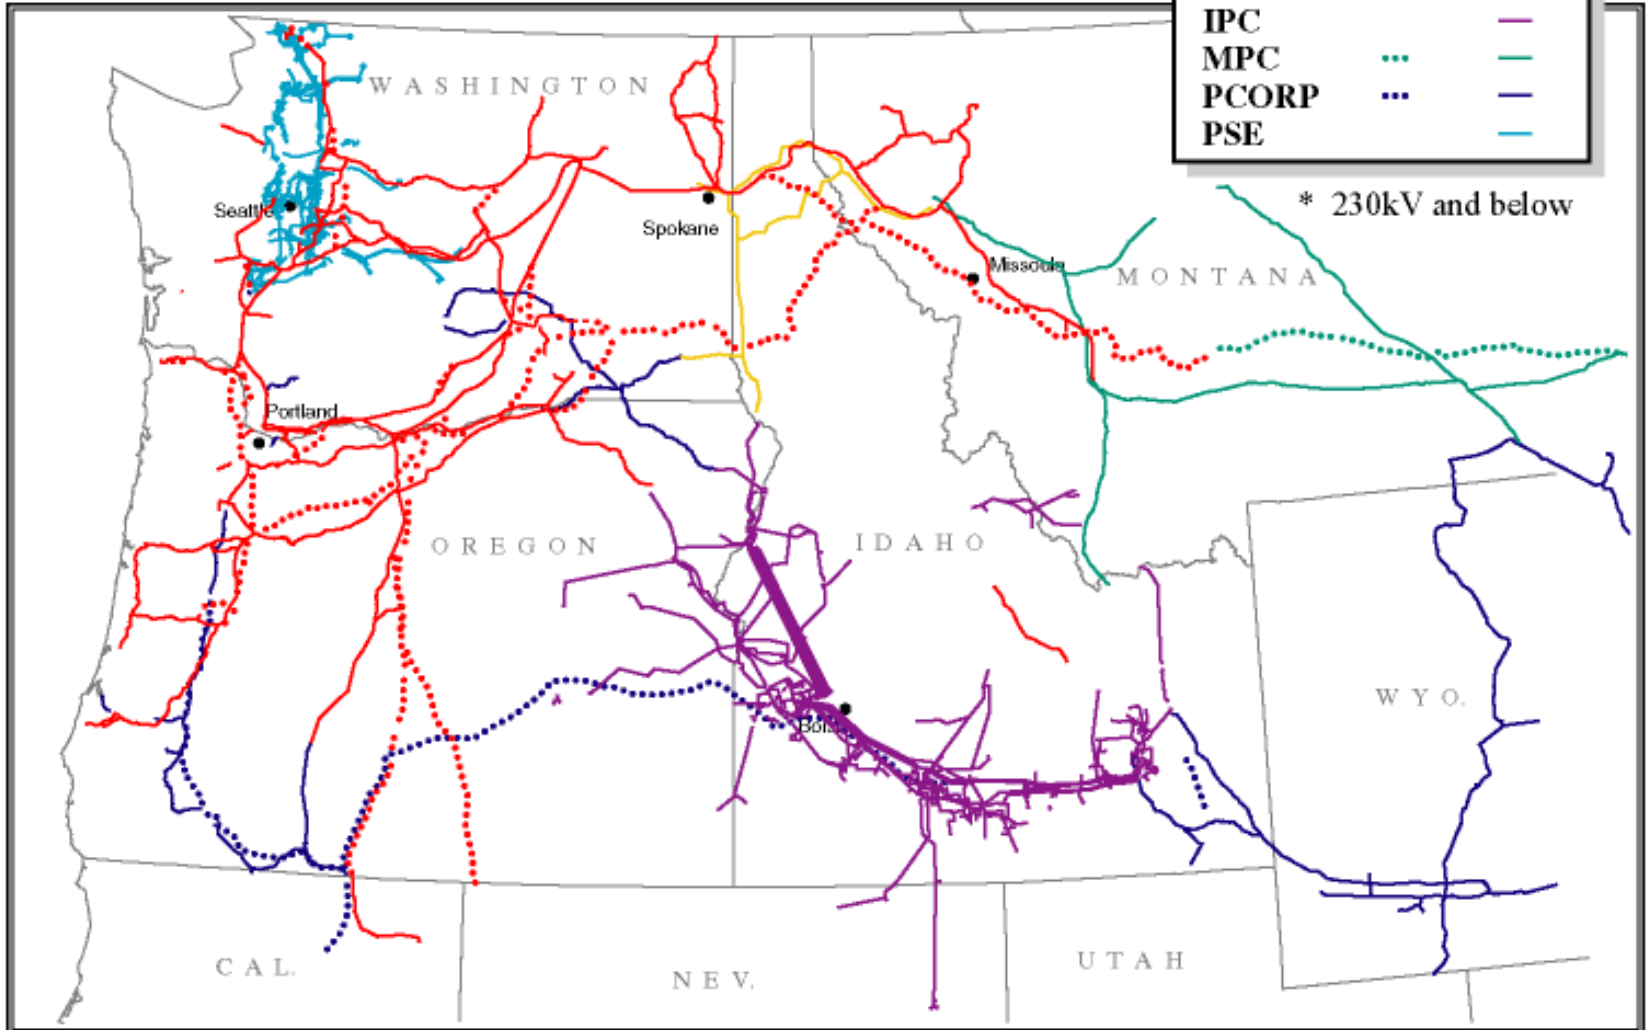 IPC
MPC
PCORP
PSE
* 230kV and below
WASHINGTON
Seattle
Spokane
Missoula
MONTANA
Portland
OREGON
IDAHO
WYO.
CAL.
NEV.
UTAH